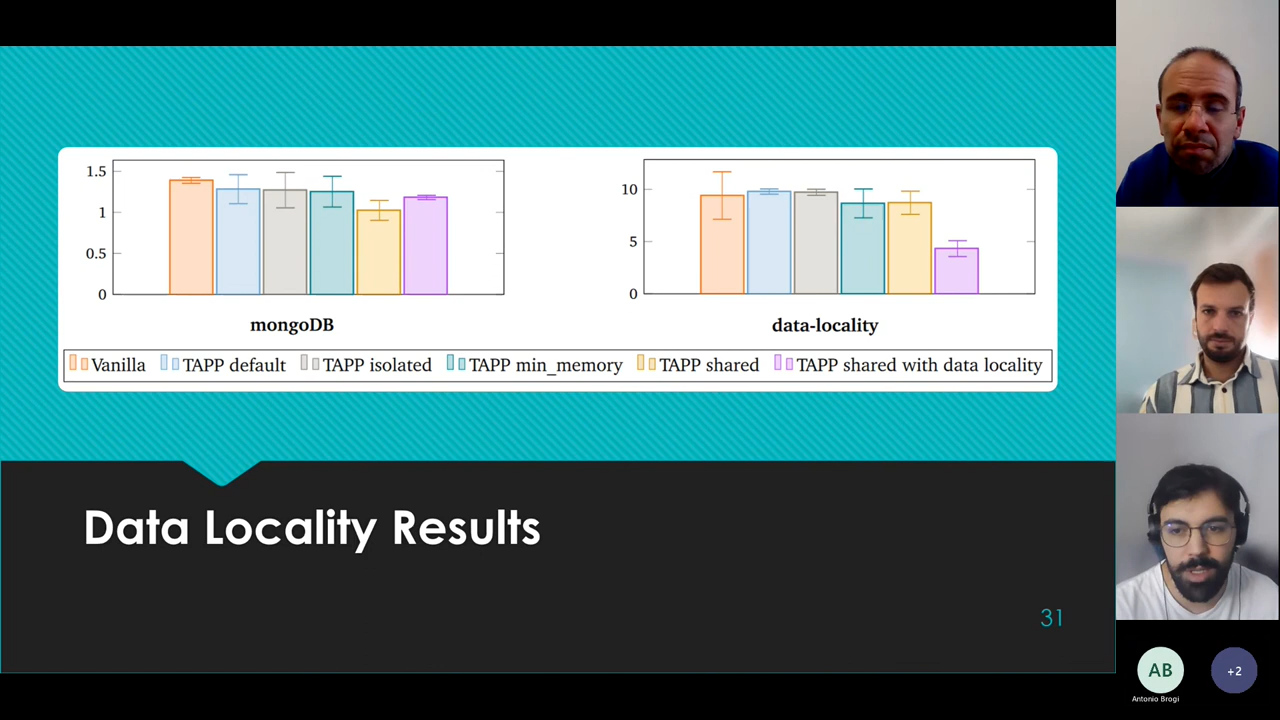 1.5
1
0.5
0
mongoDB
10
5
0
data-locality
Vanilla TAPP default TAPP isolated TAPP min_memory TAPP shared TAPP shared with data locality
Data Locality Results
31
AB
Antonio Brogi
+2